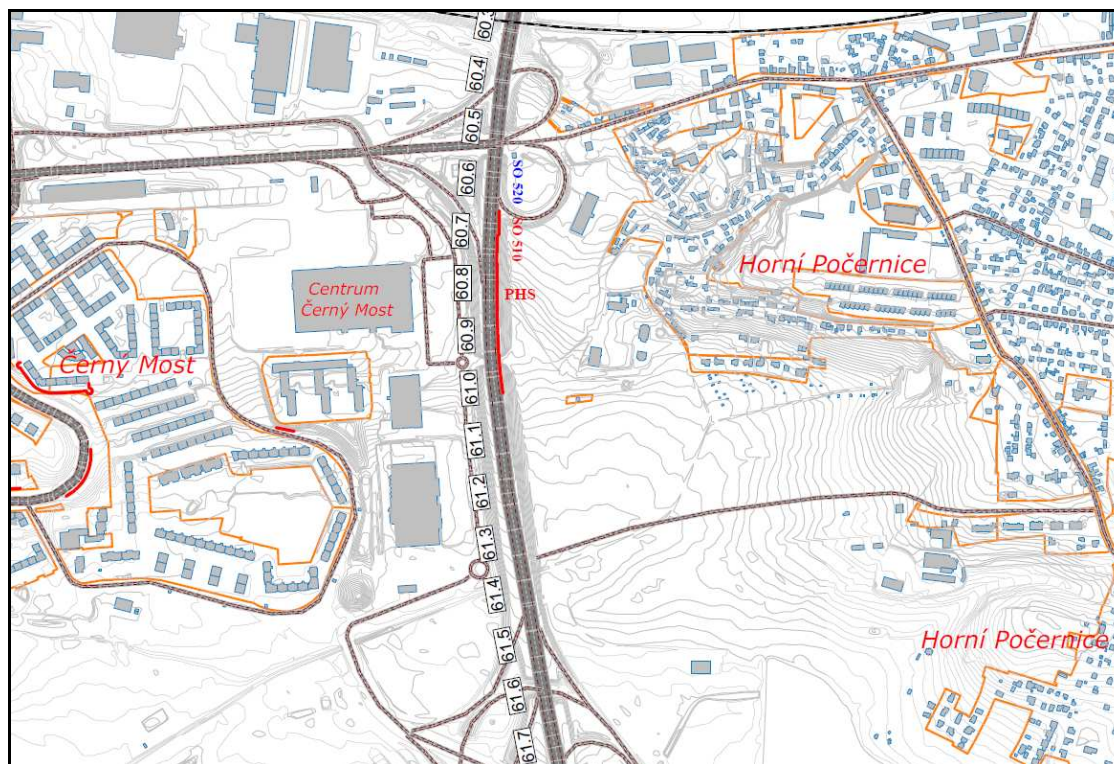 60.3
60.4
60.5
60.6
SO 520
60.7
SO 510
60.8
PHS
60.9
61.0
61.1
61.2
61.3
61.4
61.5
61.6
61.7
Centrum
Černý Most
Černý Most
Horní Počernice
Horní Počernice